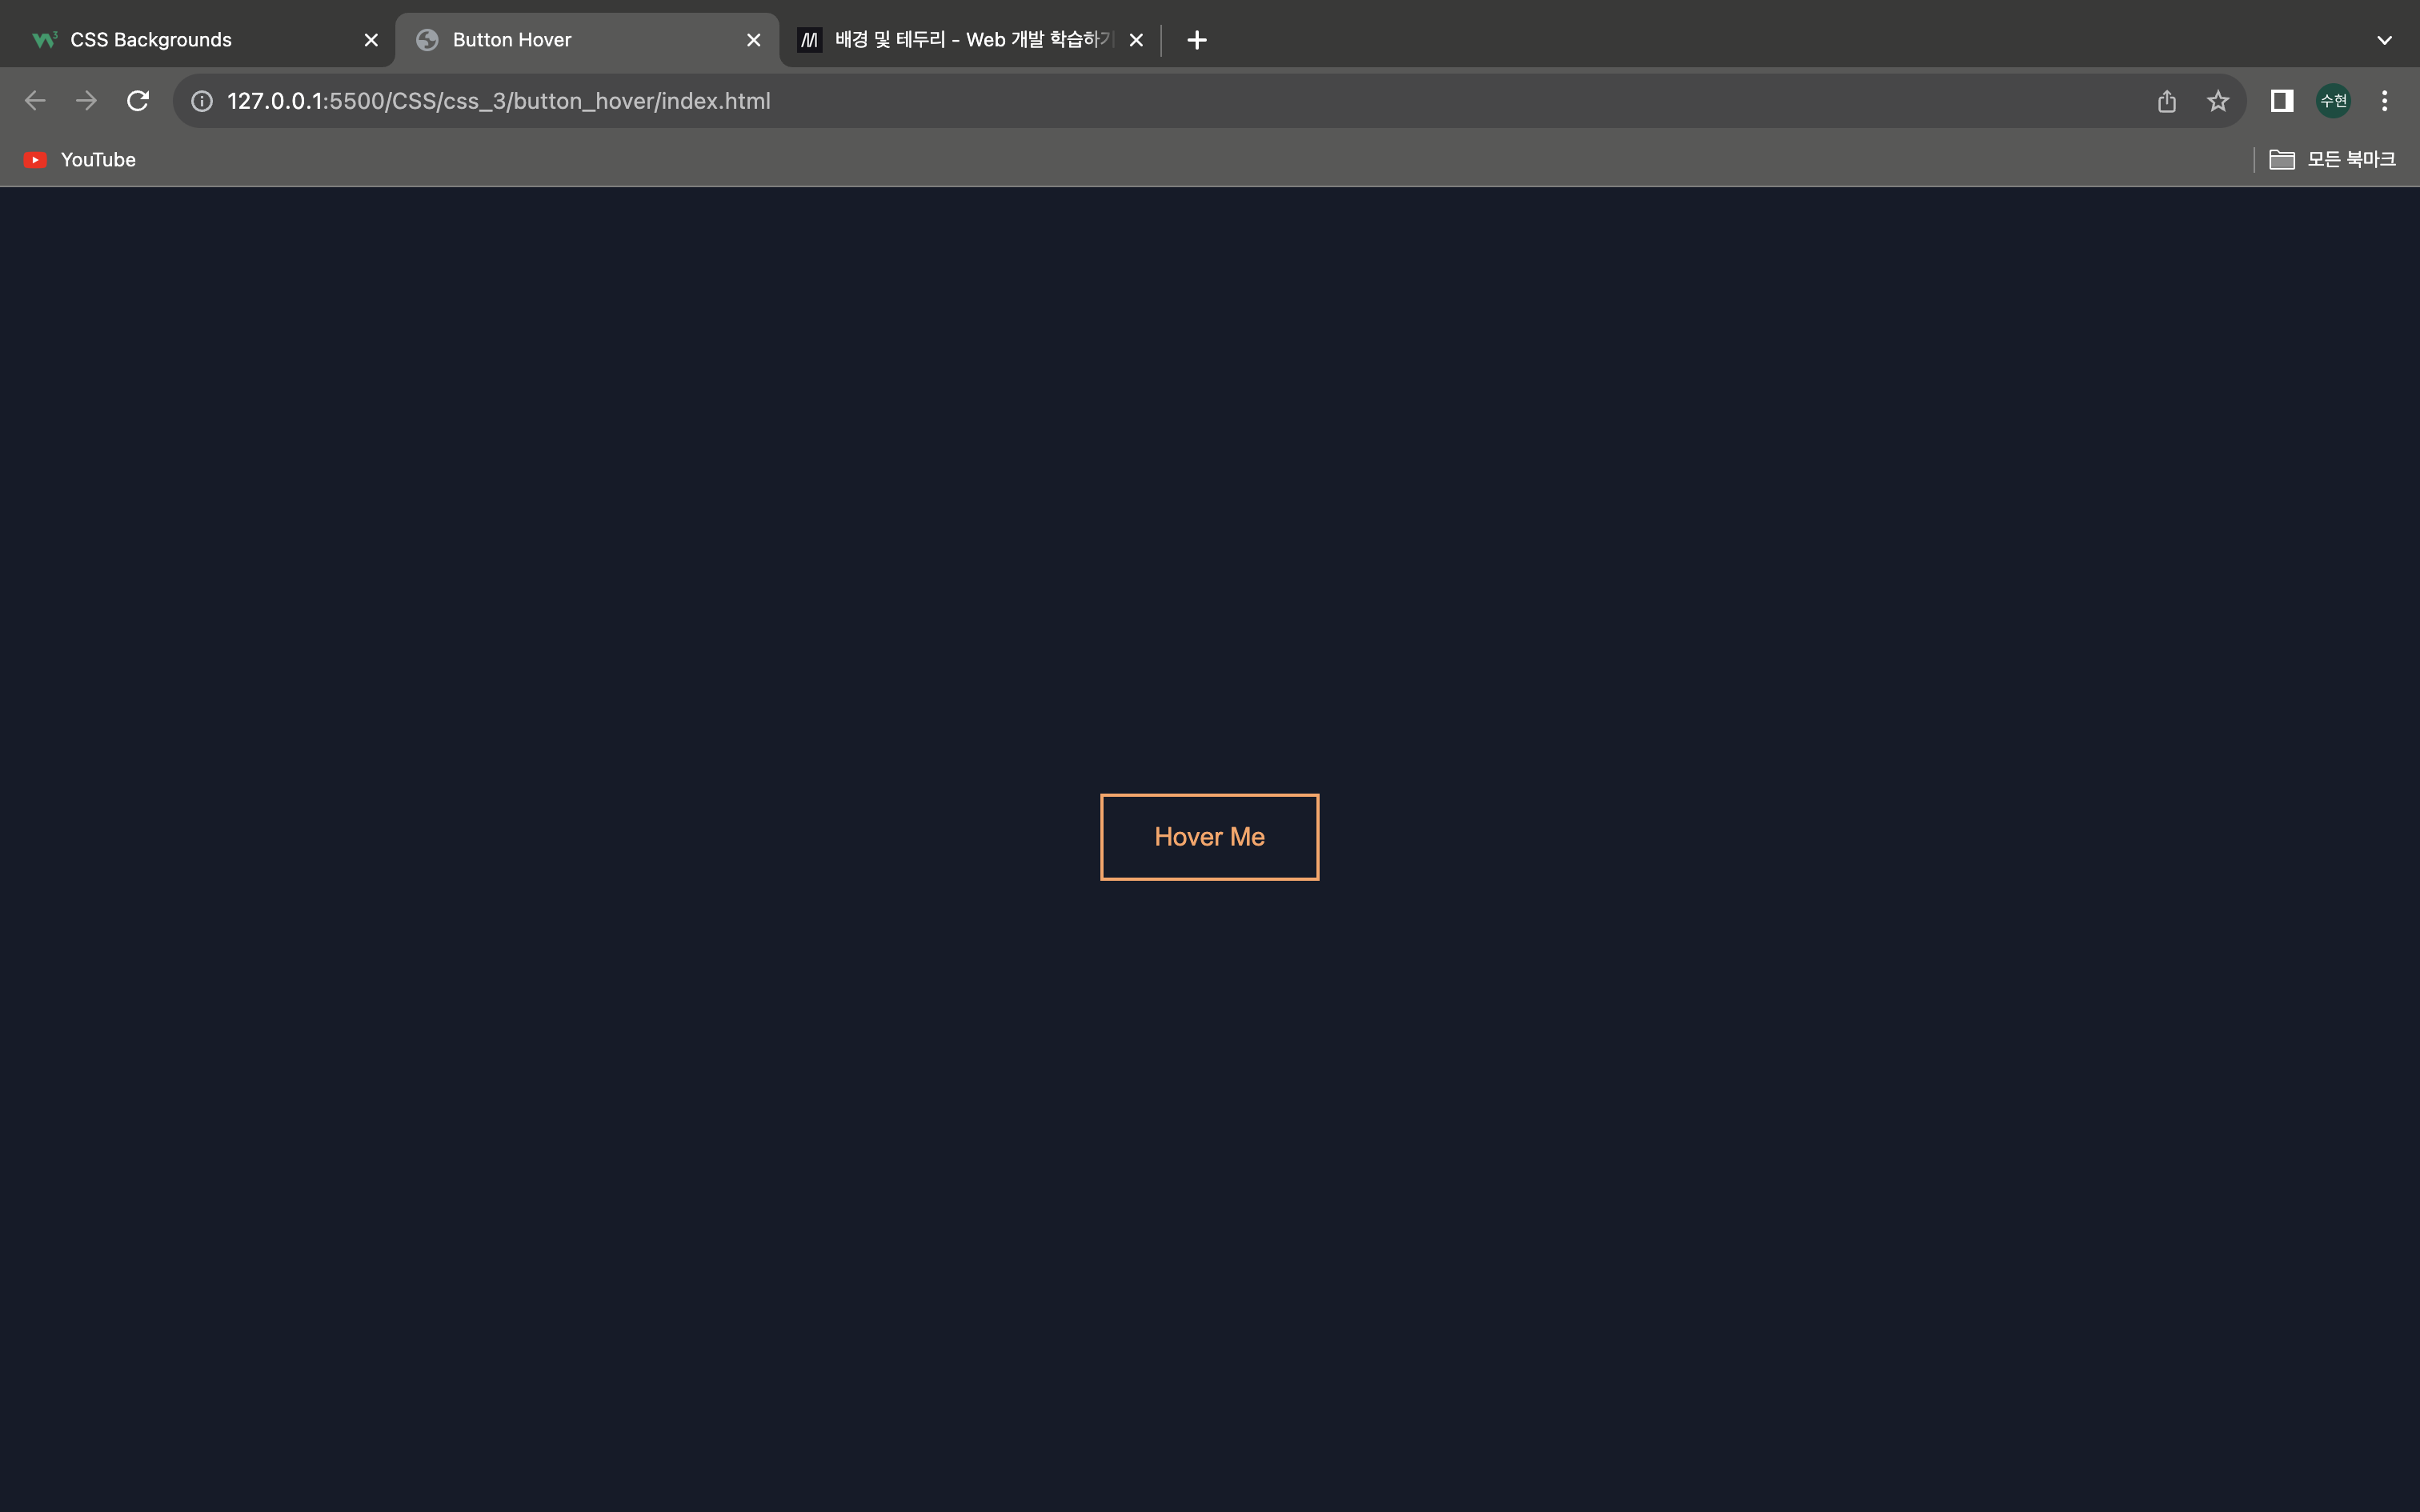 CSS Backgrounds
Button Hover
배경 및 테두리 - Web 개발 학습하기
127.0.0.1:5500/CSS/css_3/button_hover/index.html
수현
YouTube
모든 북마크
Hover Me